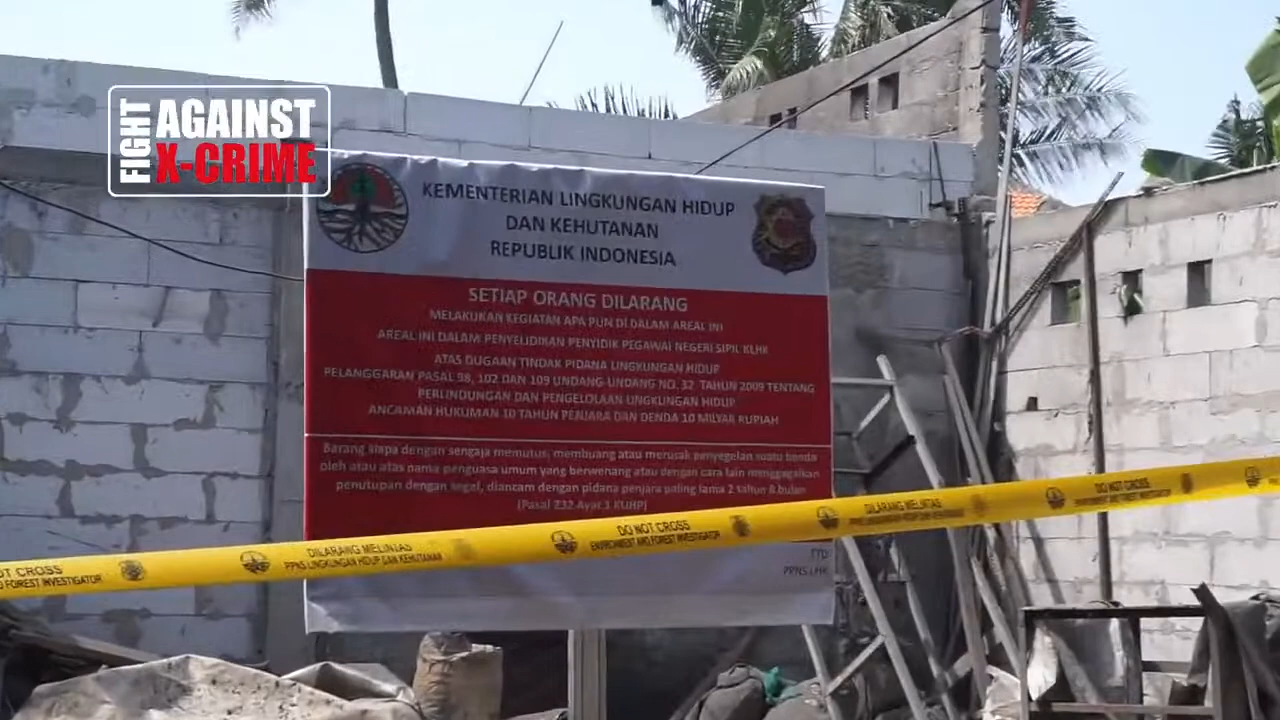 FIGHT
AGAINST
X-CRIME
KEMENTERIAN LINGKUNGAN HIDUP
DAN KEHUTANAN
REPUBLIK INDONESIA
SETIAP ORANG DILARANG
MELAKUKAN KEGIATAN APA PUN DI DALAM AREAL INI
AREAL INI DALAM PENYELIDIKAN PENYIDIK PEGAWAI NEGERI SIPIL KLHK
ATAS DUGAAN TINDAK PIDANA LINGKUNGAN HIDUP
PELANGGARAN PASAL 98, 102 DAN 109 UNDANG-UNDANG NO. 32 TAHUN 2009 TENTANG
PERLINDUNGAN DAN PENGELOLAAN LINGKUNGAN HIDUP
ANCAMAN HUKUMAN 10 TAHUN PENJARA DAN DENDA 10 MILYAR RUPIAH
Barang siapa dengan sengaja memutus, membuang atau merusak penyegelan suatu benda
oleh atau atas nama penguasa umum yang berwenang atau dengan cara lain menggagalkan
penutupan dengan segel, diancam dengan pidana penjara paling lama 2 tahun 8 bulan
(Pasal 232 Ayat 1 KUHP)
TTD
PPNS LHK
OT CROSS
D FOREST INVESTIGATOR
DILARANG MELINTAS
PPNS LINGKUNGAN HIDUP DAN KEHUTANAN
DO NOT CROSS
ENVIRONMENT AND FOREST INVESTIGATOR
DILARANG MELINTAS
PPNS LINGKUNGAN HIDUP DAN KEHUTANAN
DO NOT CROSS
ENVIRONMENT AND FOREST INVESTIGATOR